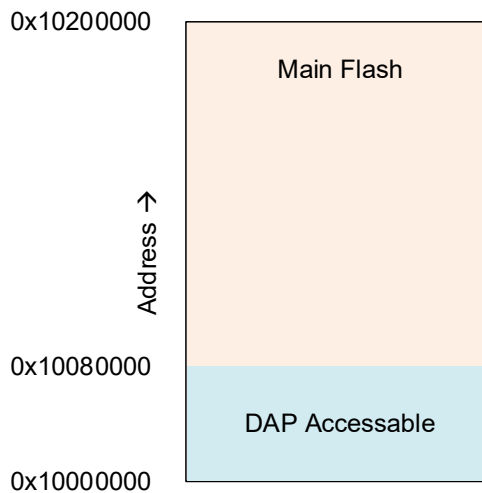 0x10200000
Main Flash
Address →
0x10080000
DAP Accessable
0x10000000